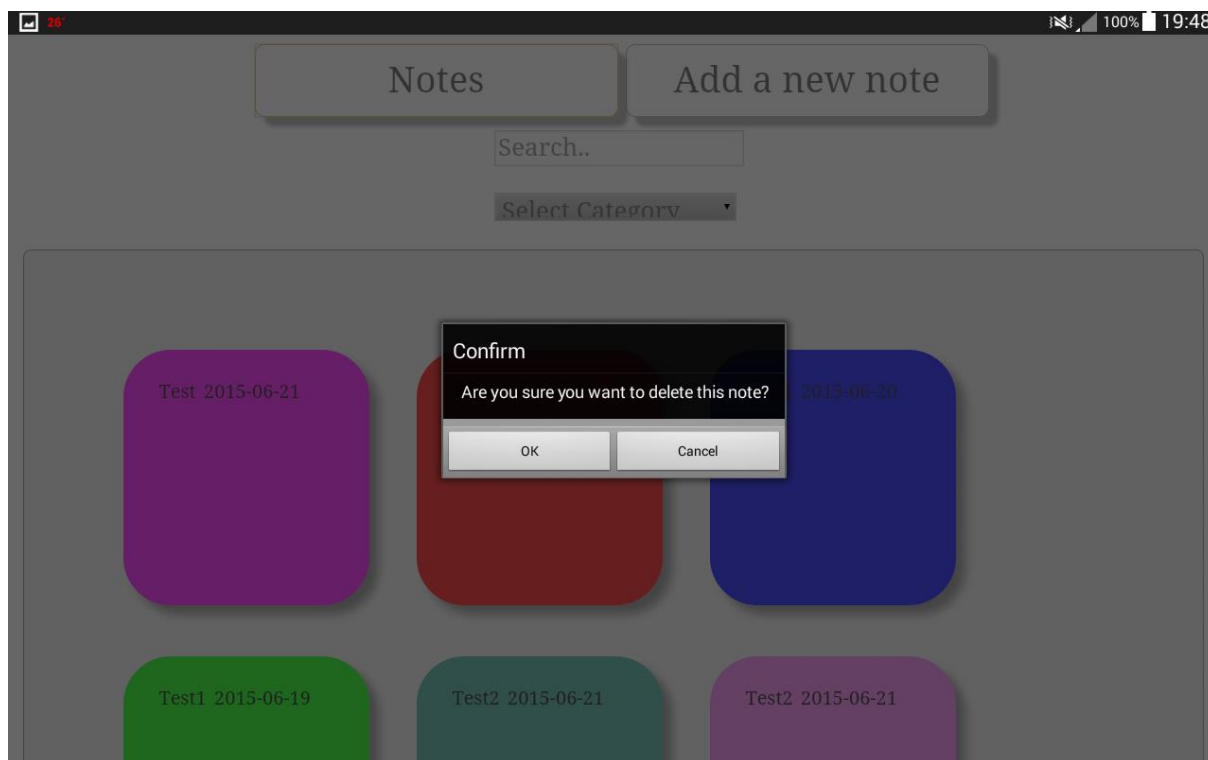 26°
100% 19:48
Notes
Add a new note
Search..
Select Category
Confirm
Are you sure you want to delete this note?
OK
Cancel
Test 2015-06-21
2015-06-20
Test1 2015-06-19
Test2 2015-06-21
Test2 2015-06-21